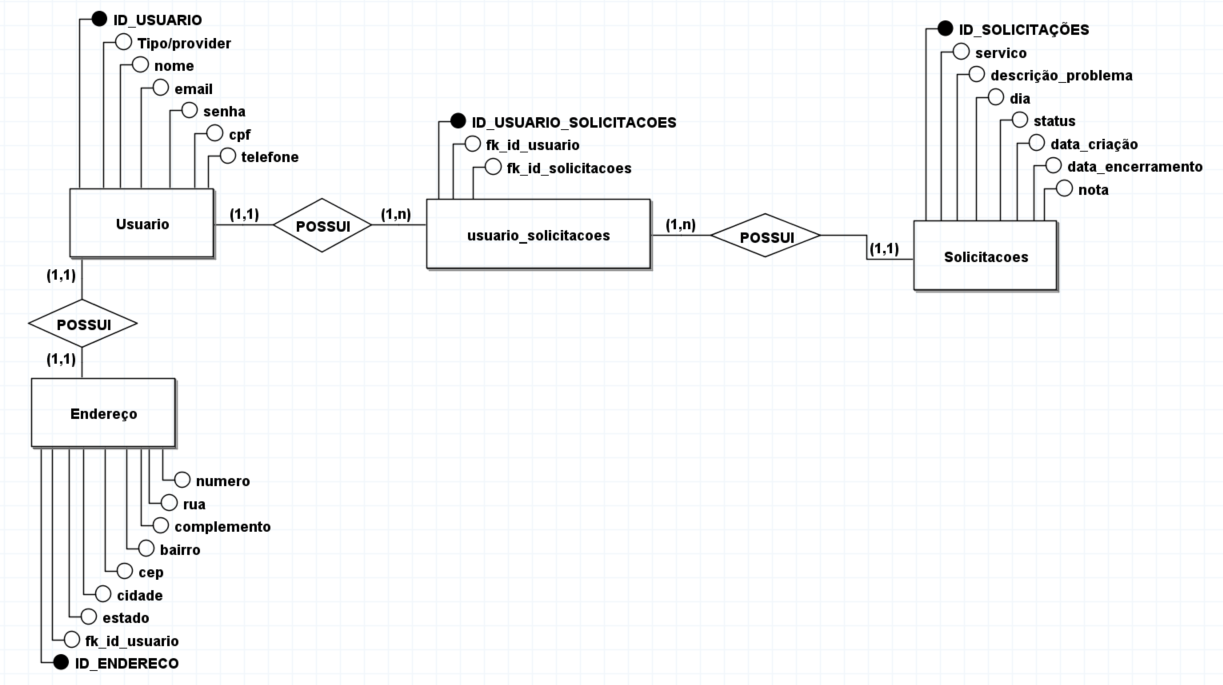 ID_USUARIO
Tipo/provider
nome
email
senha
cpf
telefone
Usuario
(1,1)
POSSUI
(1,n)
ID_USUARIO_SOLICITACOES
fk_id_usuario
fk_id_solicitacoes
usuario_solicitacoes
(1,n)
POSSUI
(1,1)
ID_SOLICITAÇÕES
servico
descrição_problema
dia
status
data_criação
data_encerramento
nota
Solicitacoes
(1,1)
POSSUI
(1,1)
Endereço
numero
rua
complemento
bairro
cep
cidade
estado
fk_id_usuario
ID_ENDERECO